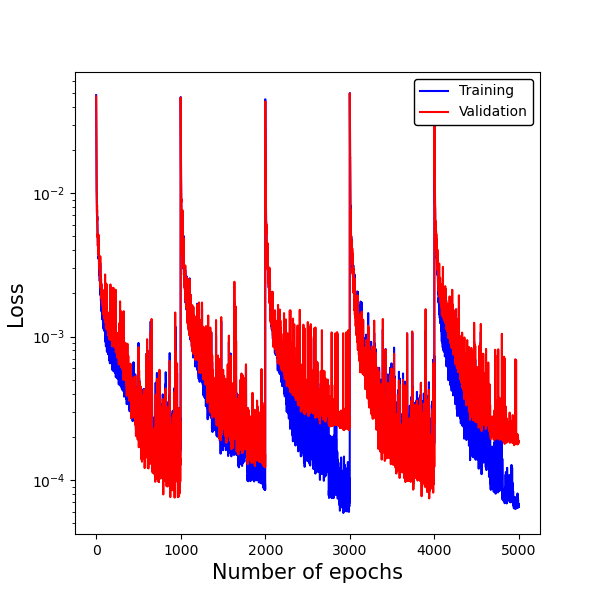 Training
Validation
Loss
10⁻²
10⁻³
10⁻⁴
0 1000 2000 3000 4000 5000
Number of epochs